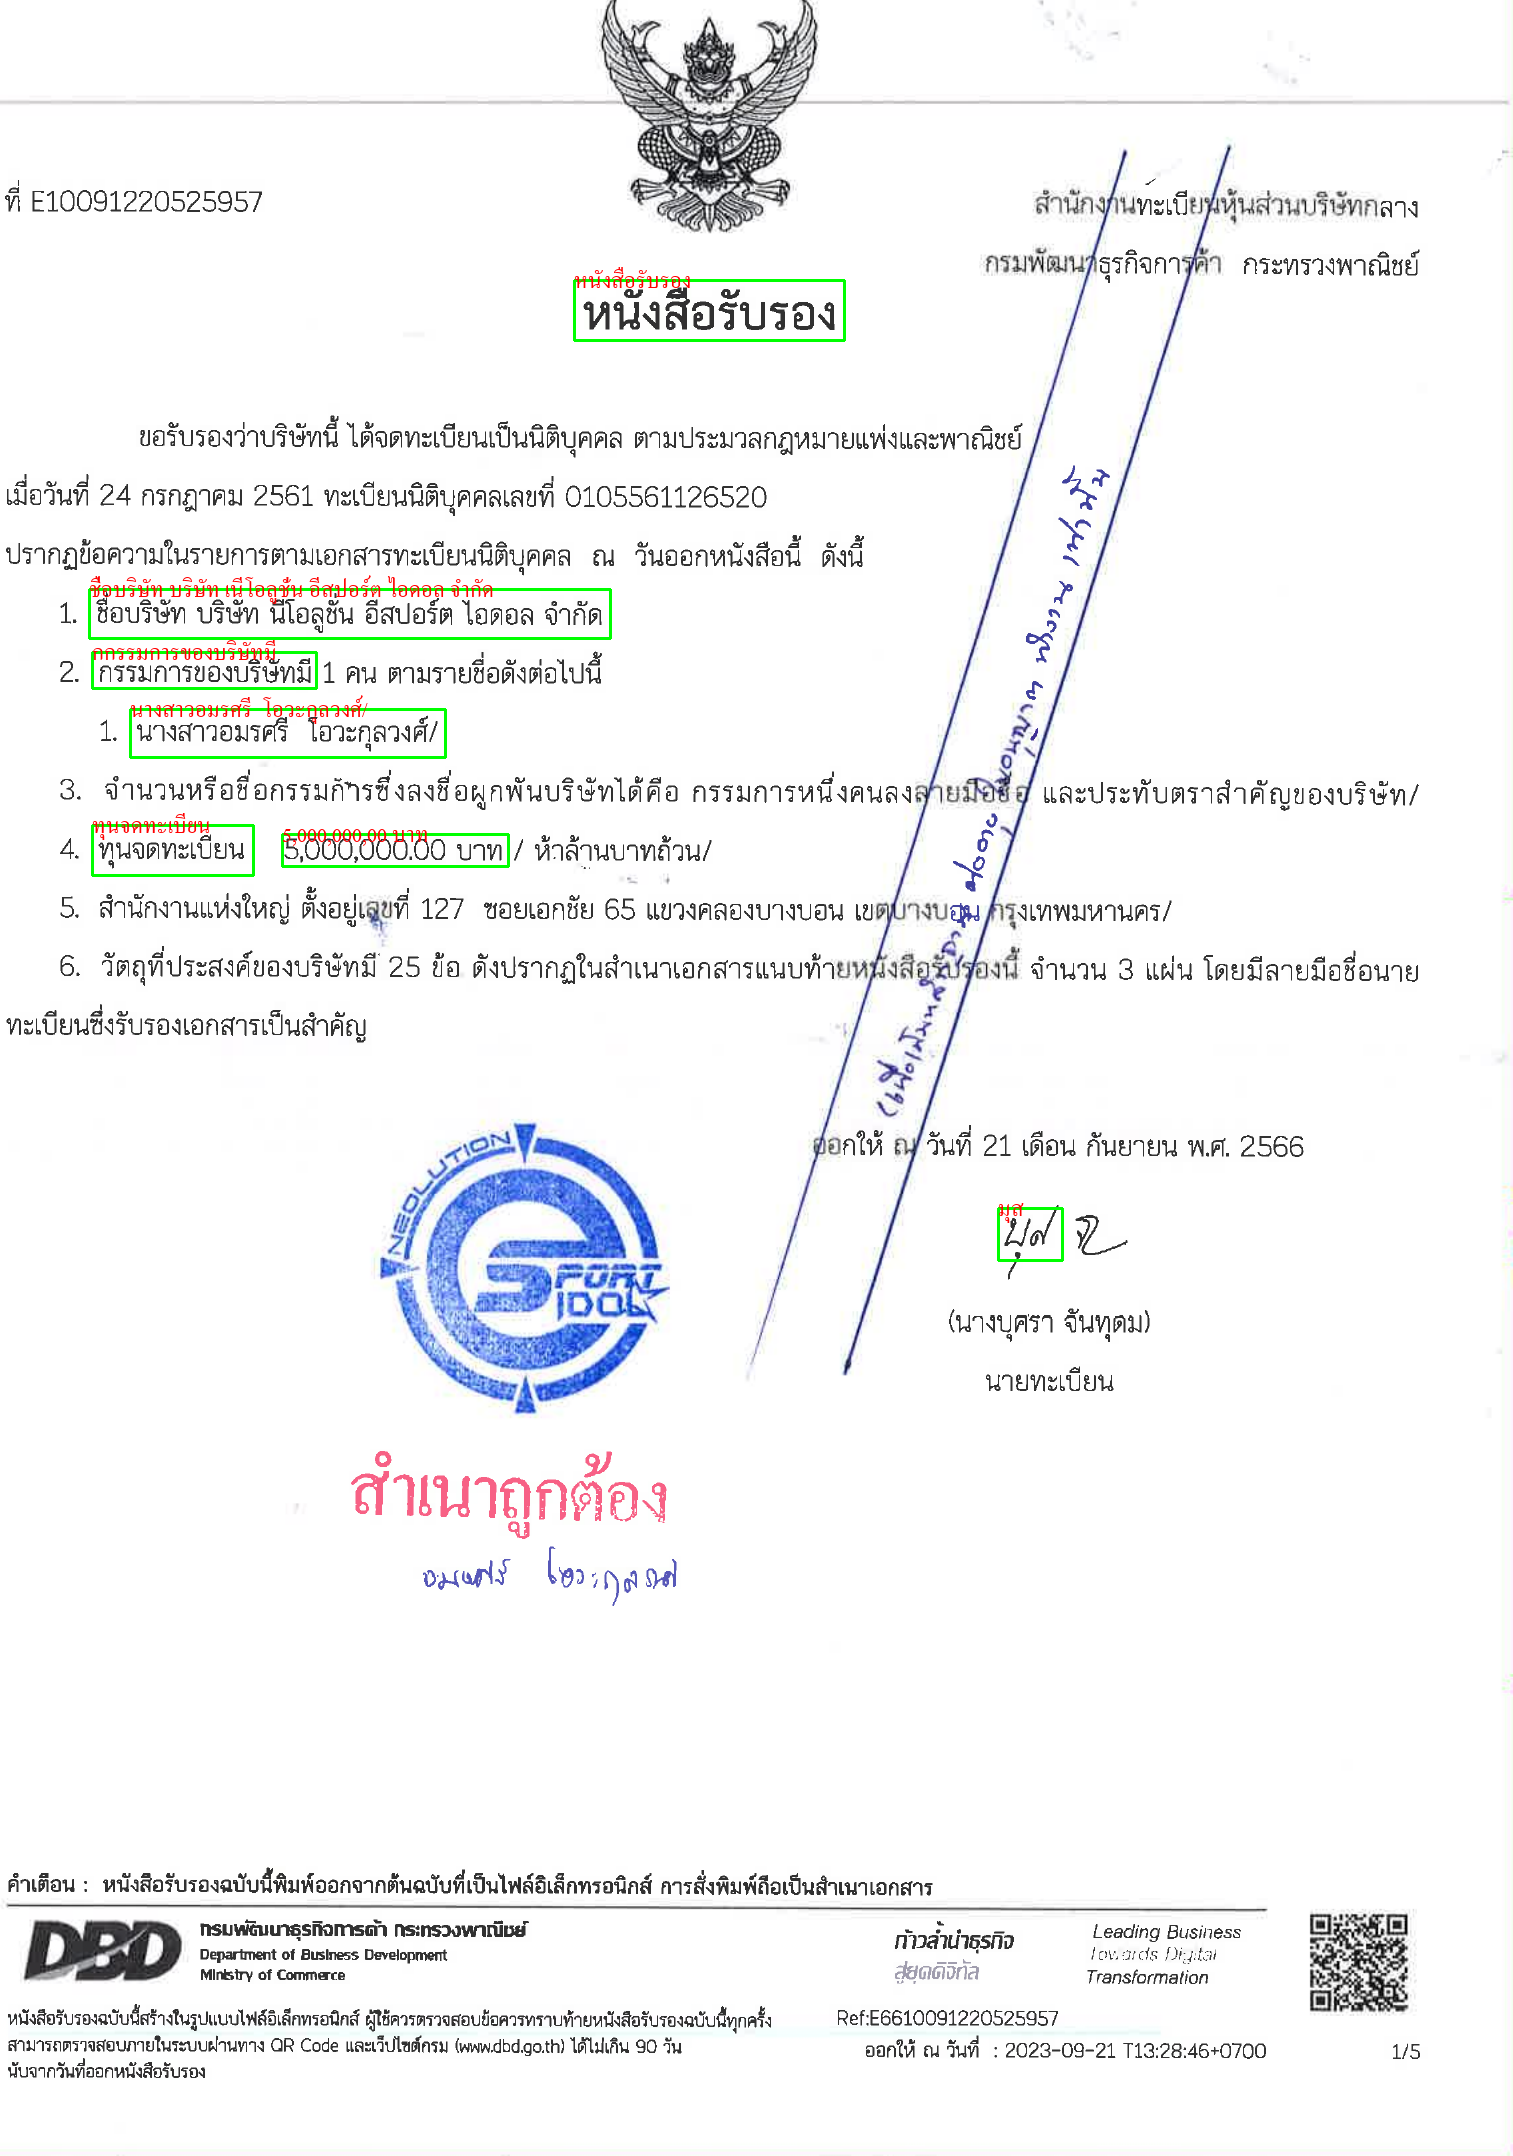 ที่ E10091220525957
สำนักงานทะเบียนหุ้นส่วนบริษัทกลาง
กรมพัฒนาธุรกิจการค้า กระทรวงพาณิชย์
หนังสือรับรอง
หนังสือรับรอง
ขอรับรองว่าบริษัทนี้ ได้จดทะเบียนเป็นนิติบุคคล ตามประมวลกฎหมายแพ่งและพาณิชย์
เมื่อวันที่ 24 กรกฎาคม 2561 ทะเบียนนิติบุคคลเลขที่ 0105561126520
ปรากฏข้อความในรายการตามเอกสารทะเบียนนิติบุคคล ณ วันออกหนังสือนี้ ดังนี้
ชื่อบริษัท บริษัท เนีโอลูชั่น อีสปอร์ต ไอดอล จำกัด
1. ชื่อบริษัท บริษัท นีโอลูชั่น อีสปอร์ต ไอดอล จำกัด
กกรรมการของบริษัทมี
2. กรรมการของบริษัทมี 1 คน ตามรายชื่อดังต่อไปนี้
นางสาวอมรศรี โอวะกุลวงศ์/
1. นางสาวอมรศรี โอวะกุลวงศ์/
3. จำนวนหรือชื่อกรรมการซึ่งลงชื่อผูกพันบริษัทได้คือ กรรมการหนึ่งคนลงลายมือชื่อ และประทับตราสำคัญของบริษัท/
ทุนจดทะเบียน 5,000,000.00 บาท
4. ทุนจดทะเบียน 5,000,000.00 บาท / ห้าล้านบาทถ้วน/
5. สำนักงานแห่งใหญ่ ตั้งอยู่เลขที่ 127 ซอยเอกชัย 65 แขวงคลองบางบอน เขตบางบอน กรุงเทพมหานคร/
6. วัตถุที่ประสงค์ของบริษัทมี 25 ข้อ ดังปรากฏในสำเนาเอกสารแนบท้ายหนังสือรับรองนี้ จำนวน 3 แผ่น โดยมีลายมือชื่อนาย
ทะเบียนซึ่งรับรองเอกสารเป็นสำคัญ
ออกให้ ณ วันที่ 21 เดือน กันยายน พ.ศ. 2566
มุส
(นางบุศรา จันทุดม)
นายทะเบียน
NEOLUTION
ESPORT
IDOL
สำเนาถูกต้อง
อมรศรี โอวะกุลวงศ์
คำเตือน : หนังสือรับรองฉบับนี้พิมพ์ออกจากต้นฉบับที่เป็นไฟล์อิเล็กทรอนิกส์ การสั่งพิมพ์ถือเป็นสำเนาเอกสาร
DBD
กรมพัฒนาธุรกิจการค้า กระทรวงพาณิชย์
Department of Business Development
Ministry of Commerce
ก้าวล้ำนำธุรกิจ
สู่ยุคดิจิทัล
Leading Business
Towards Digital
Transformation
หนังสือรับรองฉบับนี้สร้างในรูปแบบไฟล์อิเล็กทรอนิกส์ ผู้ใช้ควรตรวจสอบข้อควรทราบท้ายหนังสือรับรองฉบับนี้ทุกครั้ง
สามารถตรวจสอบภายในระบบผ่านทาง QR Code และเว็ปไซต์กรม (www.dbd.go.th) ได้ไม่เกิน 90 วัน
นับจากวันที่ออกหนังสือรับรอง
Ref:E6610091220525957
ออกให้ ณ วันที่ : 2023-09-21 T13:28:46+0700
1/5